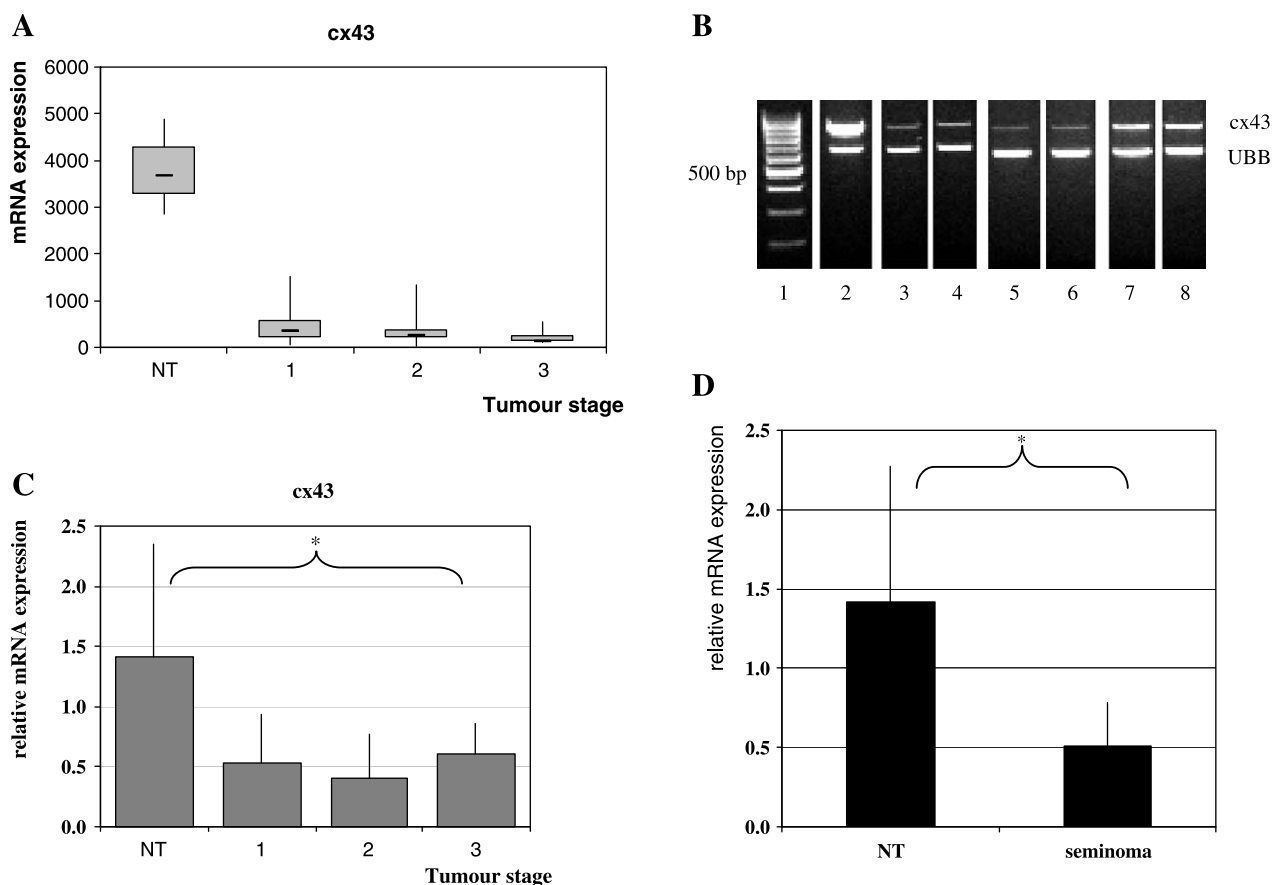 A
cx43
mRNA expression
6000
5000
4000
3000
2000
1000
0
NT 1 2 3
Tumour stage
B
500 bp
cx43
UBB
1 2 3 4 5 6 7 8
C
cx43
relative mRNA expression
2.5
2.0
1.5
1.0
0.5
0.0
*
NT 1 2 3
Tumour stage
D
relative mRNA expression
2.5
2.0
1.5
1.0
0.5
0.0
*
NT seminoma